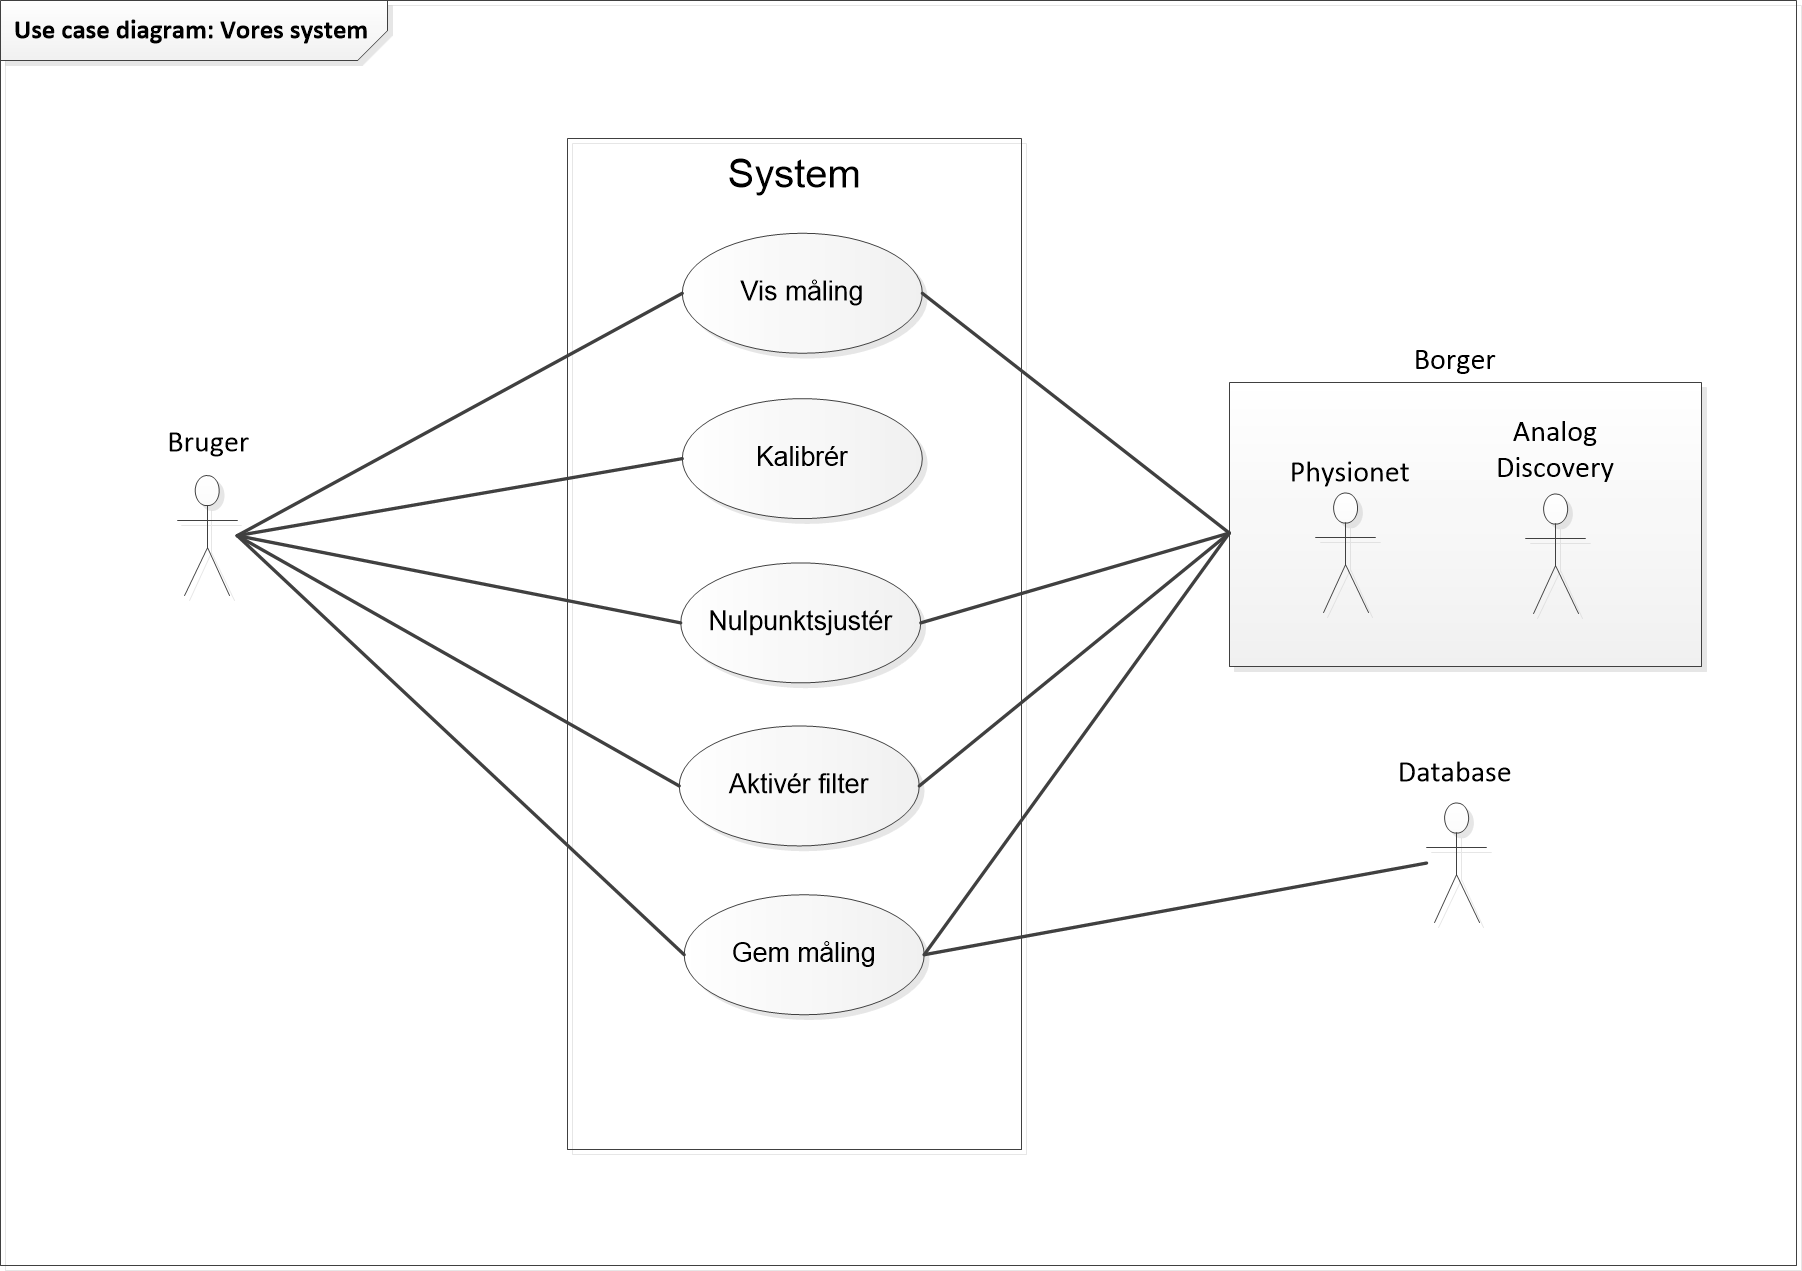 Use case diagram: Vores system
System
Vis måling
Borger
Kalibrér
Bruger
Analog
Discovery
Physionet
Nulpunktsjustér
Aktivér filter
Database
Gem måling